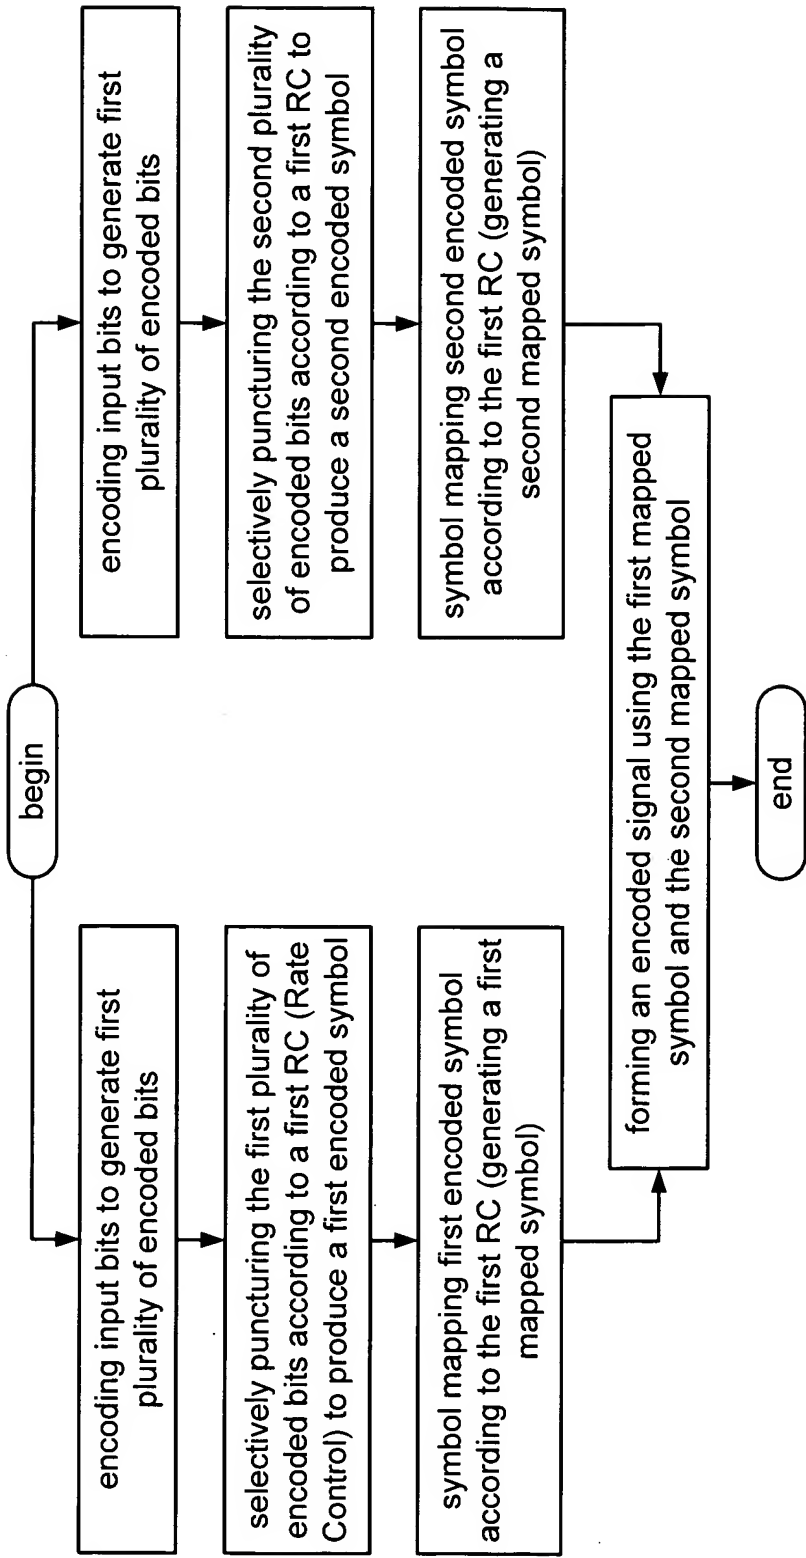 begin
encoding input bits to generate first
plurality of encoded bits
selectively puncturing the first plurality of
encoded bits according to a first RC (Rate
Control) to produce a first encoded symbol
symbol mapping first encoded symbol
according to the first RC (generating a first
mapped symbol)
encoding input bits to generate first
plurality of encoded bits
selectively puncturing the second plurality
of encoded bits according to a first RC to
produce a second encoded symbol
symbol mapping second encoded symbol
according to the first RC (generating a
second mapped symbol)
forming an encoded signal using the first mapped
symbol and the second mapped symbol
end